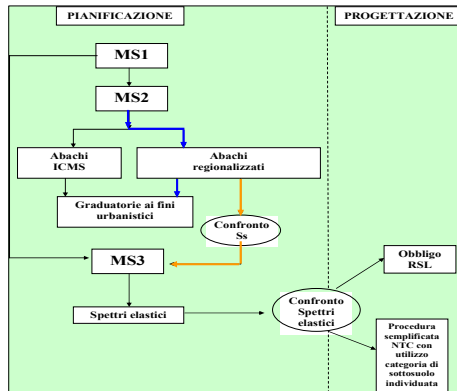 PIANIFICAZIONE
PROGETTAZIONE
MS1
MS2
Abachi
ICMS
Abachi
regionalizzati
Graduatorie ai fini
urbanistici
Confronto
Ss
MS3
Obbligo
RSL
Spettri elastici
Confronto
Spettri
elastici
Procedura
semplificata
NTC con
utilizzo
categoria di
sottosuolo
individuata